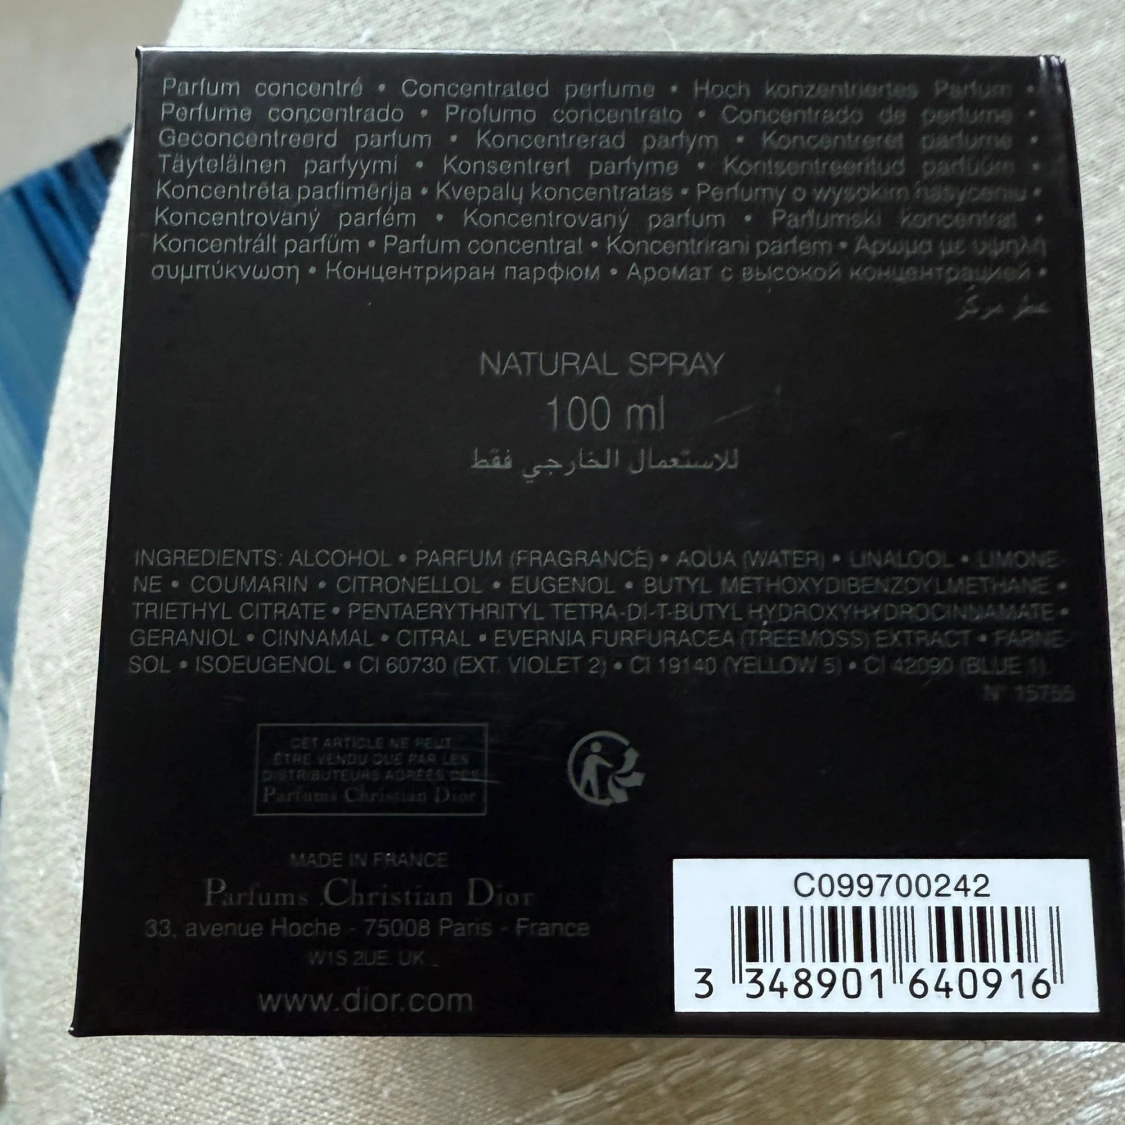 Parfum concentré • Concentrated perfume • Hoch konzentriertes Parfum •
Perfume concentrado • Profumo concentrato • Concentrado de perfume •
Geconcentreerd parfum • Koncentrerad parfym • Koncentreret parfume •
Täyteläinen parfyymi • Konsentrert parfyme • Kontsentreeritud parfüüm •
Koncentrēta parfimērija • Kvepalų koncentratas • Perfumy o wysokim nasyceniu •
Koncentrovaný parfém • Koncentrovaný parfum • Parfumski koncentrat •
Koncentrált parfüm • Parfum concentrat • Koncentrirani parfem • Άρωμα με υψηλή
συμπύκνωση • Концентриран парфюм • Аромат с высокой концентрацией •
عطر مركّز
NATURAL SPRAY
100 ml
للاستعمال الخارجي فقط
INGREDIENTS: ALCOHOL • PARFUM (FRAGRANCE) • AQUA (WATER) • LINALOOL • LIMONE-
NE • COUMARIN • CITRONELLOL • EUGENOL • BUTYL METHOXYDIBENZOYLMETHANE •
TRIETHYL CITRATE • PENTAERYTHRITYL TETRA-DI-T-BUTYL HYDROXYHYDROCINNAMATE •
GERANIOL • CINNAMAL • CITRAL • EVERNIA FURFURACEA (TREEMOSS) EXTRACT • FARNE-
SOL • ISOEUGENOL • CI 60730 (EXT. VIOLET 2) • CI 19140 (YELLOW 5) • CI 42090 (BLUE 1).
N° 15755
CET ARTICLE NE PEUT
ÊTRE VENDU QUE PAR LES
DISTRIBUTEURS AGRÉÉS DES
Parfums Christian Dior
MADE IN FRANCE
Parfums Christian Dior
33, avenue Hoche - 75008 Paris - France
W1S 2UE. UK
www.dior.com
C099700242
3 348901 640916